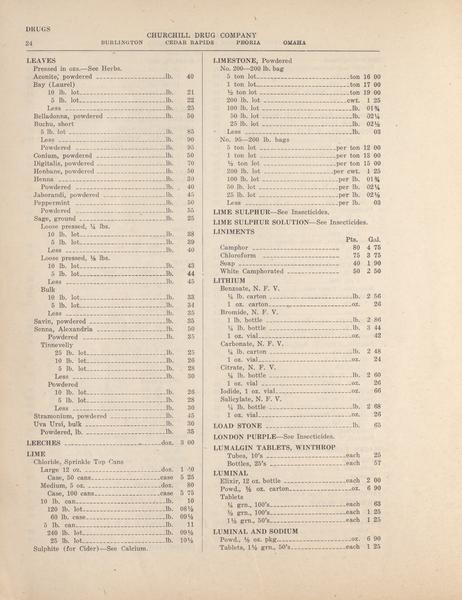 DRUGS
CHURCHILL DRUG COMPANY
24 BURLINGTON CEDAR RAPIDS PEORIA OMAHA
LEAVES
Pressed in ozs.—See Herbs.
Aconite, powdered lb. 40
Bay (Laurel)
10 lb. lot lb. 21
5 lb. lot lb. 22
Less lb. 25
Belladonna, powdered lb. 50
Buchu, short
5 lb. lot lb. 85
Less lb. 90
Powdered lb. 95
Conium, powdered lb. 50
Digitalis, powdered lb. 70
Henbane, powdered lb. 50
Henna lb. 30
Powdered lb. 40
Jaborandi, powdered lb. 45
Peppermint lb. 50
Powdered lb. 55
Sage, ground lb. 25
Loose pressed, ¼ lbs.
10 lb. lot lb. 38
5 lb. lot lb. 39
Less lb. 40
Loose pressed, ⅛ lbs.
10 lb. lot lb. 43
5 lb. lot lb. 44
Less lb. 45
Bulk
10 lb. lot lb. 33
5 lb. lot lb. 34
Less lb. 35
Savin, powdered lb. 35
Senna, Alexandria lb. 50
Powdered lb. 35
Tinnevelly
25 lb. lot lb. 25
10 lb. lot lb. 26
5 lb. lot lb. 28
Less lb. 30
Powdered
10 lb. lot lb. 26
5 lb. lot lb. 28
Less lb. 30
Stramonium, powdered lb. 45
Uva Ursi, bulk lb. 30
Powdered, lb. lb. 35
LEECHES doz. 3 00
LIME
Chloride, Sprinkle Top Cans
Large 12 oz. doz. 1
Case, 50 cans case 5 25
Medium, 5 oz. doz. 80
Case, 100 cans case 5 75
10 lb. can lb. 10
120 lb. lot lb. 08½
60 lb. case lb. 09½
5 lb. can lb. 11
240 lb. lot lb. 09½
25 lb. lot lb. 10½
Sulphite (for Cider)—See Calcium.
LIMESTONE, Powdered
No. 200—200 lb. bag
5 ton lot ton 16 00
1 ton lot ton 17 00
½ ton lot ton 19 00
200 lb. lot cwt. 1 25
100 lb. lot lb. 01¾
50 lb. lot lb. 02¼
25 lb. lot lb. 02½
Less lb. 03
No. 95—200 lb. bags
5 ton lot per ton 12 00
1 ton lot per ton 13 00
½ ton lot per ton 15 00
200 lb. lot per cwt. 1 25
100 lb. lot per lb. 01¾
50 lb. lot per lb. 02¼
25 lb. lot per lb. 02½
Less per lb. 03
LIME SULPHUR—See Insecticides.
LIME SULPHUR SOLUTION—See Insecticides.
LINIMENTS
Pts. Gal.
Camphor 80 4 75
Chloroform 75 3 75
Soap 40 1 90
White Camphorated 50 2 50
LITHIUM
Benzoate, N. F. V.
¼ lb. carton lb. 2 56
1 oz. carton oz. 26
Bromide, N. F. V.
1 lb. bottle lb. 2 86
¼ lb. bottle lb. 3 44
1 oz. vial oz. 42
Carbonate, N. F. V.
¼ lb. carton lb. 2 48
1 oz. vial oz. 24
Citrate, N. F. V.
¼ lb. bottle lb. 2 60
1 oz. vial oz. 26
Iodide, 1 oz. vial oz. 66
Salicylate, N. F. V.
¼ lb. bottle lb. 2 68
1 oz. vial oz. 26
LOAD STONE lb. 65
LONDON PURPLE—See Insecticides.
LUMALGIN TABLETS, WINTHROP
Tubes, 10's each 25
Bottles, 25's each 57
LUMINAL
Elixir, 12 oz. bottle each 2 00
Powd., ⅛ oz. carton oz. 6 90
Tablets
¼ grn., 100's each 63
½ grn., 100's each 1 25
1½ grn., 50's each 1 25
LUMINAL AND SODIUM
Powd., ½ oz. pkg. oz. 6 90
Tablets, 1½ grn., 50's each 1 25